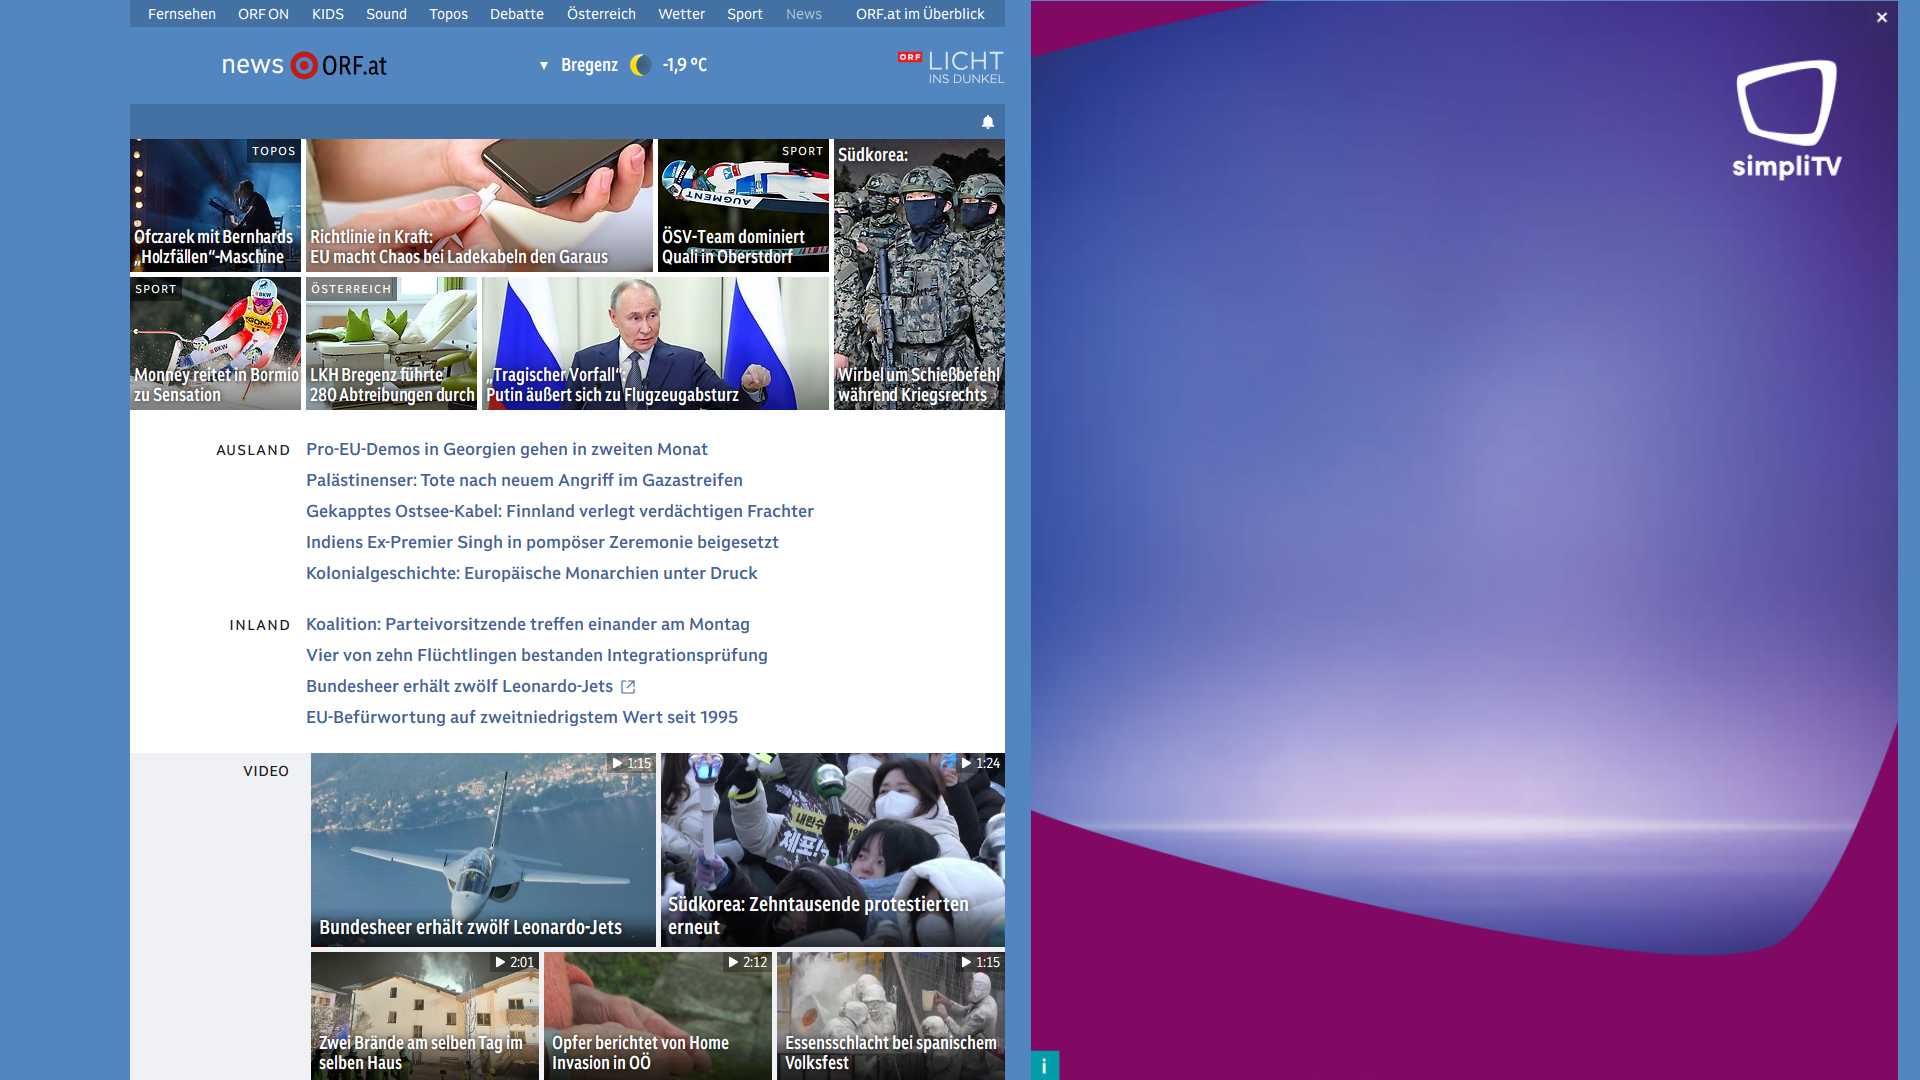 Fernsehen ORF ON KIDS Sound Topos Debatte Österreich Wetter Sport News ORF.at im Überblick
news ORF.at
Bregenz -1,9 °C
ORF LICHT
INS DUNKEL
TOPOS
Ofczarek mit Bernhards
„Holzfällen“-Maschine
Richtlinie in Kraft:
EU macht Chaos bei Ladekabeln den Garaus
SPORT
AUGMENT
ÖSV-Team dominiert
Quali in Oberstdorf
Südkorea:
Wirbel um Schießbefehl
während Kriegsrechts
SPORT
Monney reitet in Bormio
zu Sensation
ÖSTERREICH
LKH Bregenz führte
280 Abtreibungen durch
„Tragischer Vorfall“:
Putin äußert sich zu Flugzeugabsturz
AUSLAND
Pro-EU-Demos in Georgien gehen in zweiten Monat
Palästinenser: Tote nach neuem Angriff im Gazastreifen
Gekapptes Ostsee-Kabel: Finnland verlegt verdächtigen Frachter
Indiens Ex-Premier Singh in pompöser Zeremonie beigesetzt
Kolonialgeschichte: Europäische Monarchien unter Druck
INLAND
Koalition: Parteivorsitzende treffen einander am Montag
Vier von zehn Flüchtlingen bestanden Integrationsprüfung
Bundesheer erhält zwölf Leonardo-Jets
EU-Befürwortung auf zweitniedrigstem Wert seit 1995
VIDEO
1:15
Bundesheer erhält zwölf Leonardo-Jets
1:24
체포!
Südkorea: Zehntausende protestierten
erneut
2:01
Zwei Brände am selben Tag im
selben Haus
2:12
Opfer berichtet von Home
Invasion in OÖ
1:15
Essensschlacht bei spanischem
Volksfest
simpliTV
i